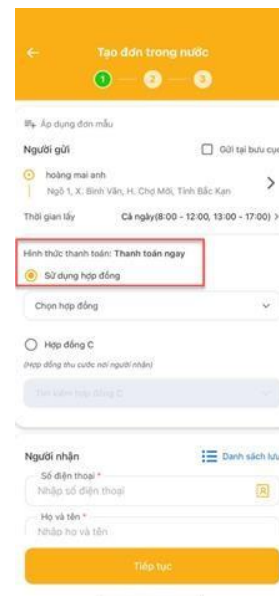 Tạo đơn trong nước
1 2 3
Áp dụng đơn mẫu
Người gửi Gửi tại bưu cục
hoàng mai anh
Ngõ 1, X. Bình Văn, H. Chợ Mới, Tỉnh Bắc Kạn
Thời gian lấy Cả ngày(8:00 - 12:00, 13:00 - 17:00)
Hình thức thanh toán: Thanh toán ngay
Sử dụng hợp đồng
Chọn hợp đồng
Hợp đồng C
(Hợp đồng thu cước nơi người nhận)
Tìm kiếm hợp đồng C
Người nhận Danh sách lưu
Số điện thoại *
Nhập số điện thoại
Họ và tên *
Nhập họ và tên
Tiếp tục